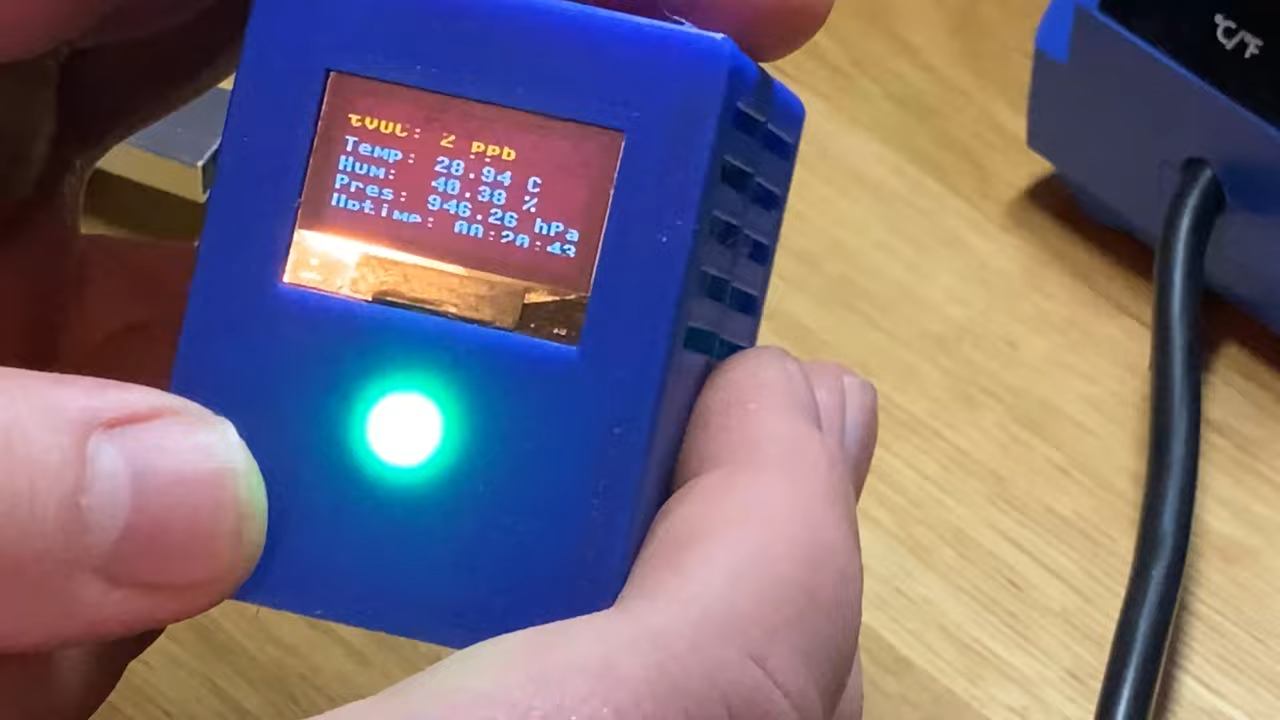 tVOC: 2 ppb
Temp: 28.94 C
Hum: 40.38 %
Pres: 946.26 hPa
Uptime: 00:20:43
°C/°F